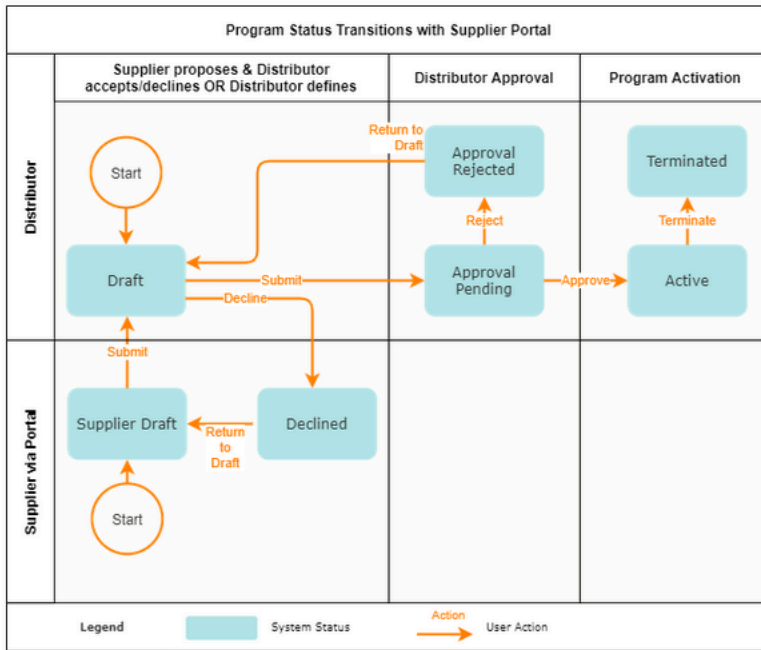 Program Status Transitions with Supplier Portal
Supplier proposes & Distributor
accepts/declines OR Distributor defines
Distributor Approval
Program Activation
Distributor
Start
Return to
Draft
Approval
Rejected
Terminated
Reject
Terminate
Draft
Submit
Approval
Pending
Approve
Active
Decline
Submit
Supplier via Portal
Supplier Draft
Return
to
Draft
Declined
Start
Legend
System Status
Action
User Action